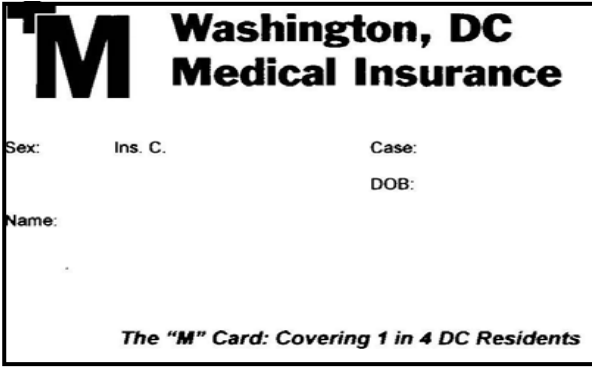 M
Washington, DC
Medical Insurance
Sex: Ins. C. Case:
DOB:
Name:
The "M" Card: Covering 1 in 4 DC Residents